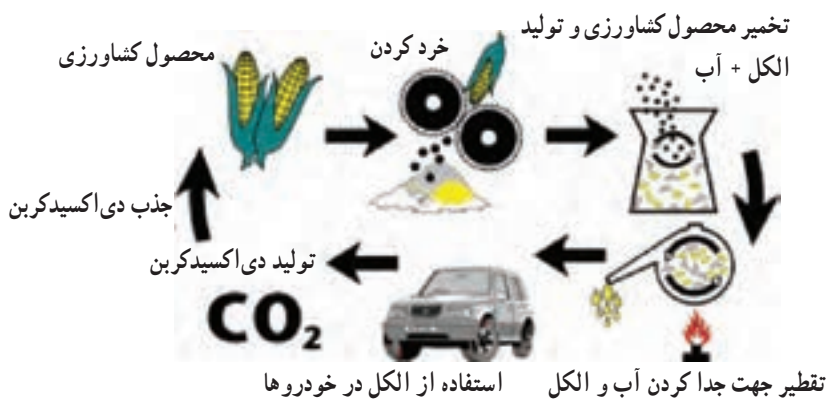 تخمیر محصول کشاورزی و تولید
الکل + آب
خرد کردن
محصول کشاورزی
جذب دی‌اکسیدکربن
تولید دی‌اکسیدکربن
CO₂
تقطیر جهت جدا کردن آب و الکل
استفاده از الکل در خودروها